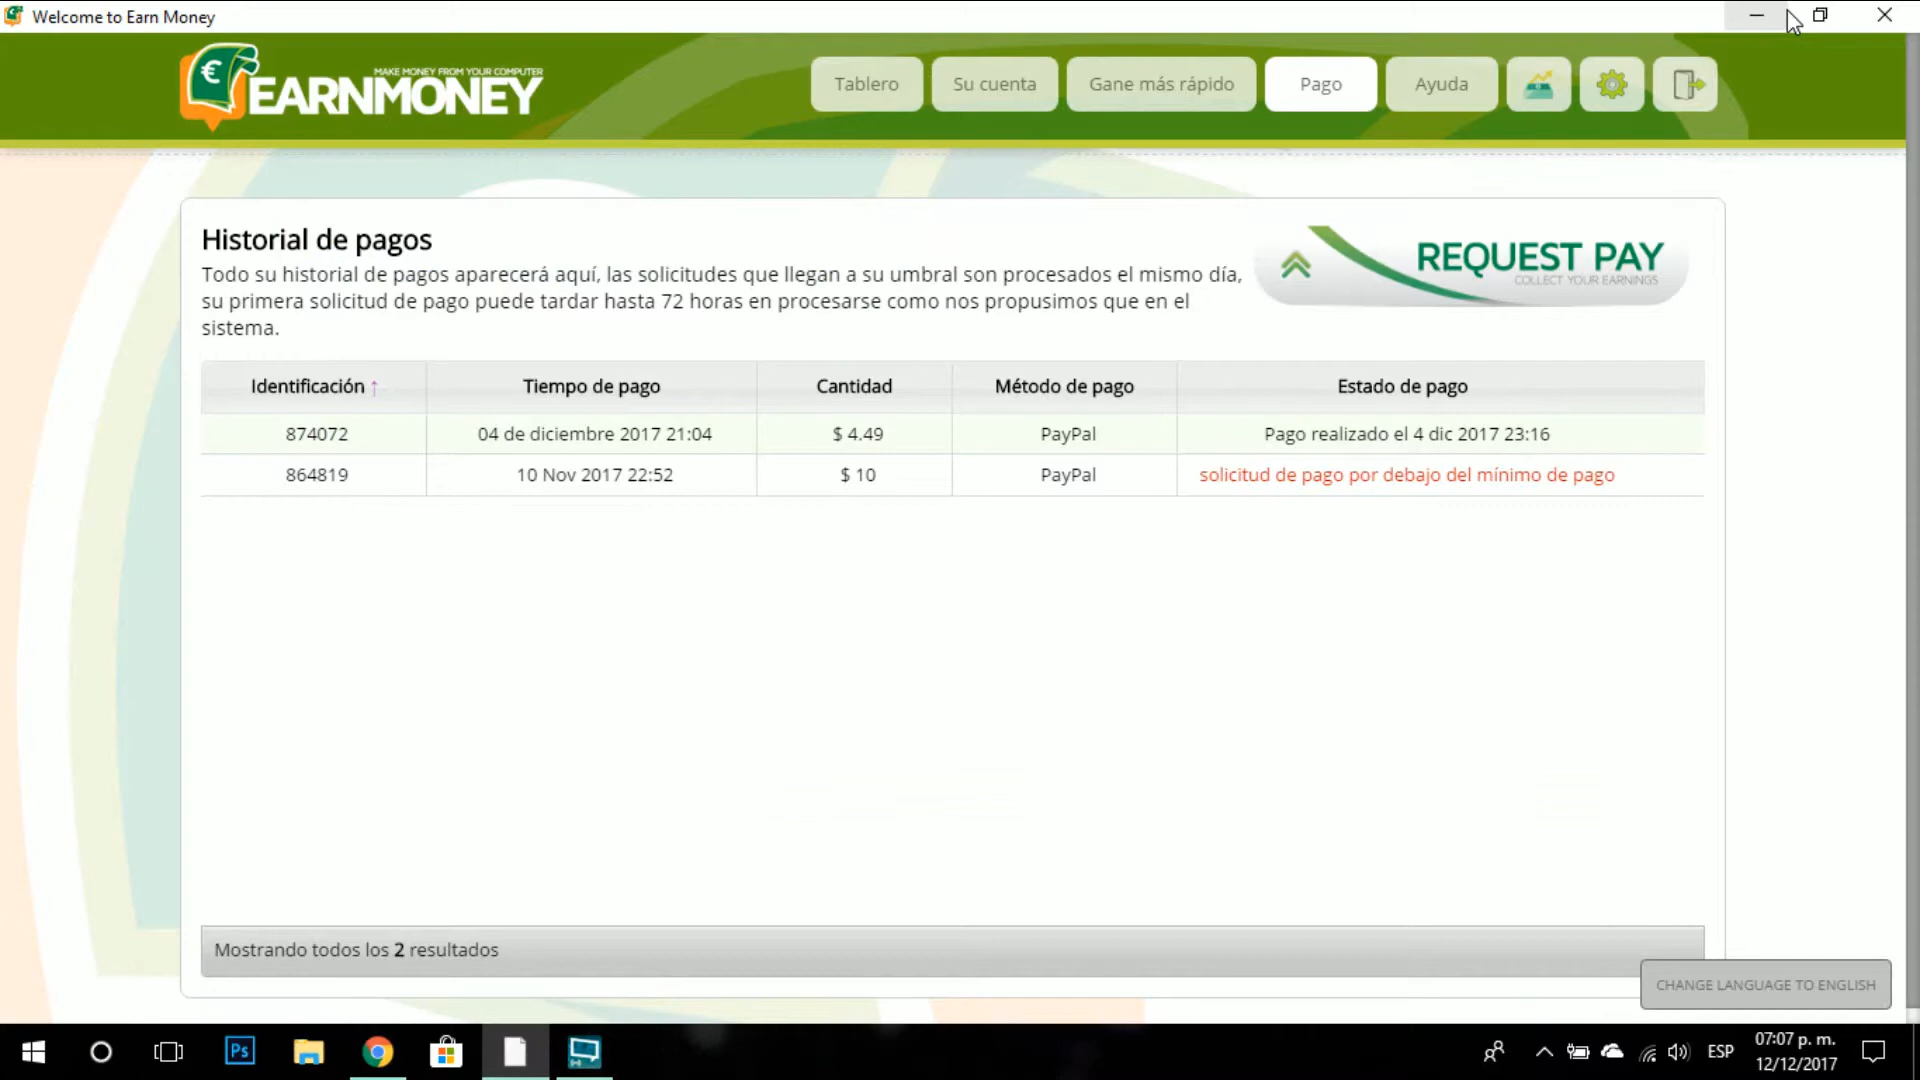 Welcome to Earn Money
MAKE MONEY FROM YOUR COMPUTER
EARNMONEY
Tablero
Su cuenta
Gane más rápido
Pago
Ayuda
Historial de pagos
Todo su historial de pagos aparecerá aquí, las solicitudes que llegan a su umbral son procesados el mismo día,
su primera solicitud de pago puede tardar hasta 72 horas en procesarse como nos propusimos que en el
sistema.
REQUEST PAY
COLLECT YOUR EARNINGS
Identificación ↑ Tiempo de pago Cantidad Método de pago Estado de pago
874072 04 de diciembre 2017 21:04 $ 4.49 PayPal Pago realizado el 4 dic 2017 23:16
864819 10 Nov 2017 22:52 $ 10 PayPal solicitud de pago por debajo del mínimo de pago
Mostrando todos los 2 resultados
CHANGE LANGUAGE TO ENGLISH
Ps
ESP
07:07 p. m.
12/12/2017